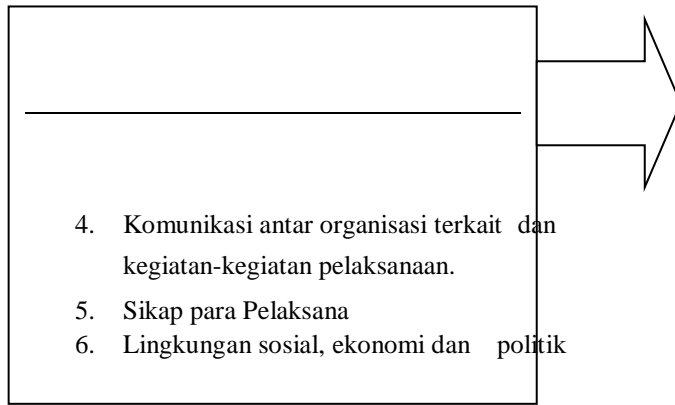 4. Komunikasi antar organisasi terkait dan
kegiatan-kegiatan pelaksanaan.
5. Sikap para Pelaksana
6. Lingkungan sosial, ekonomi dan politik